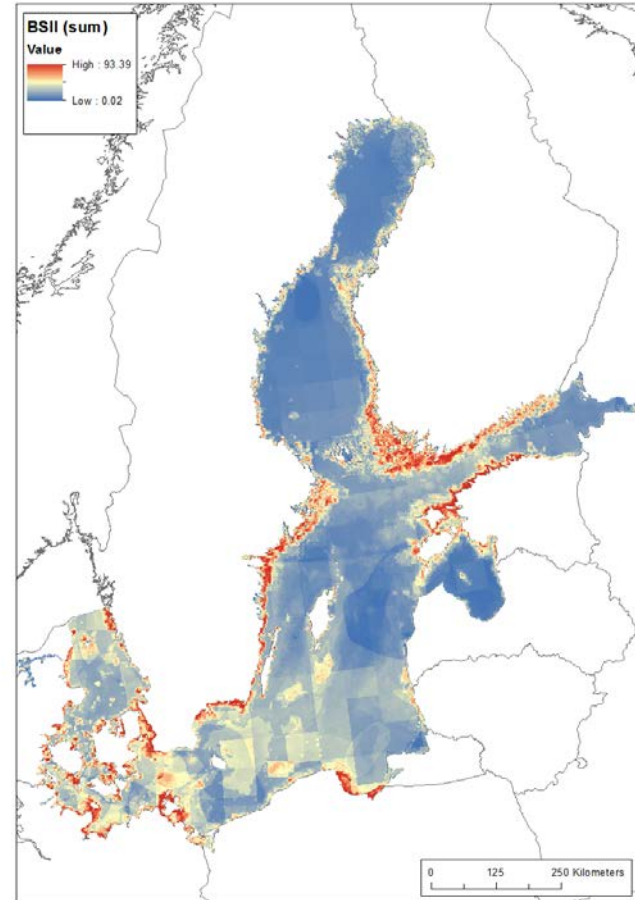 BSII (sum)
Value
High : 93.39
Low : 0.02
0 125 250 Kilometers